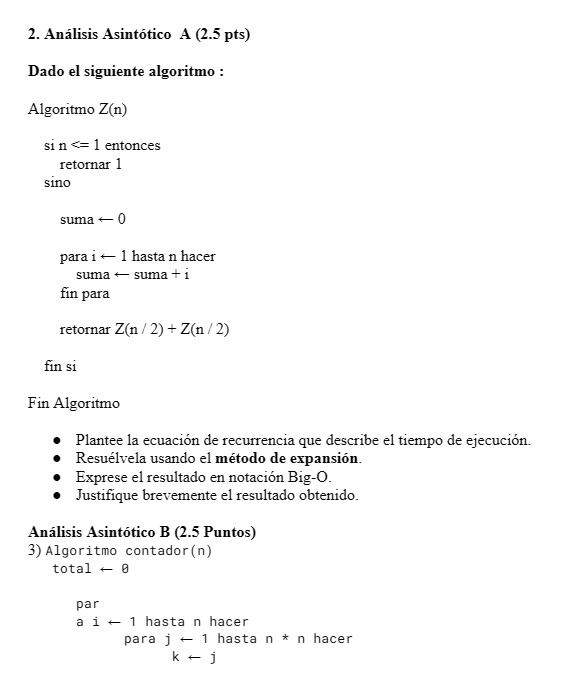 2. Análisis Asintótico A (2.5 pts)
Dado el siguiente algoritmo :
Algoritmo Z(n)
si n <= 1 entonces
retornar 1
sino
suma ← 0
para i ← 1 hasta n hacer
suma ← suma + i
fin para
retornar Z(n / 2) + Z(n / 2)
fin si
Fin Algoritmo
● Plantee la ecuación de recurrencia que describe el tiempo de ejecución.
● Resuélvela usando el método de expansión.
● Exprese el resultado en notación Big-O.
● Justifique brevemente el resultado obtenido.
Análisis Asintótico B (2.5 Puntos)
3) Algoritmo contador(n)
total ← 0
par
a i ← 1 hasta n hacer
para j ← 1 hasta n * n hacer
k ← j